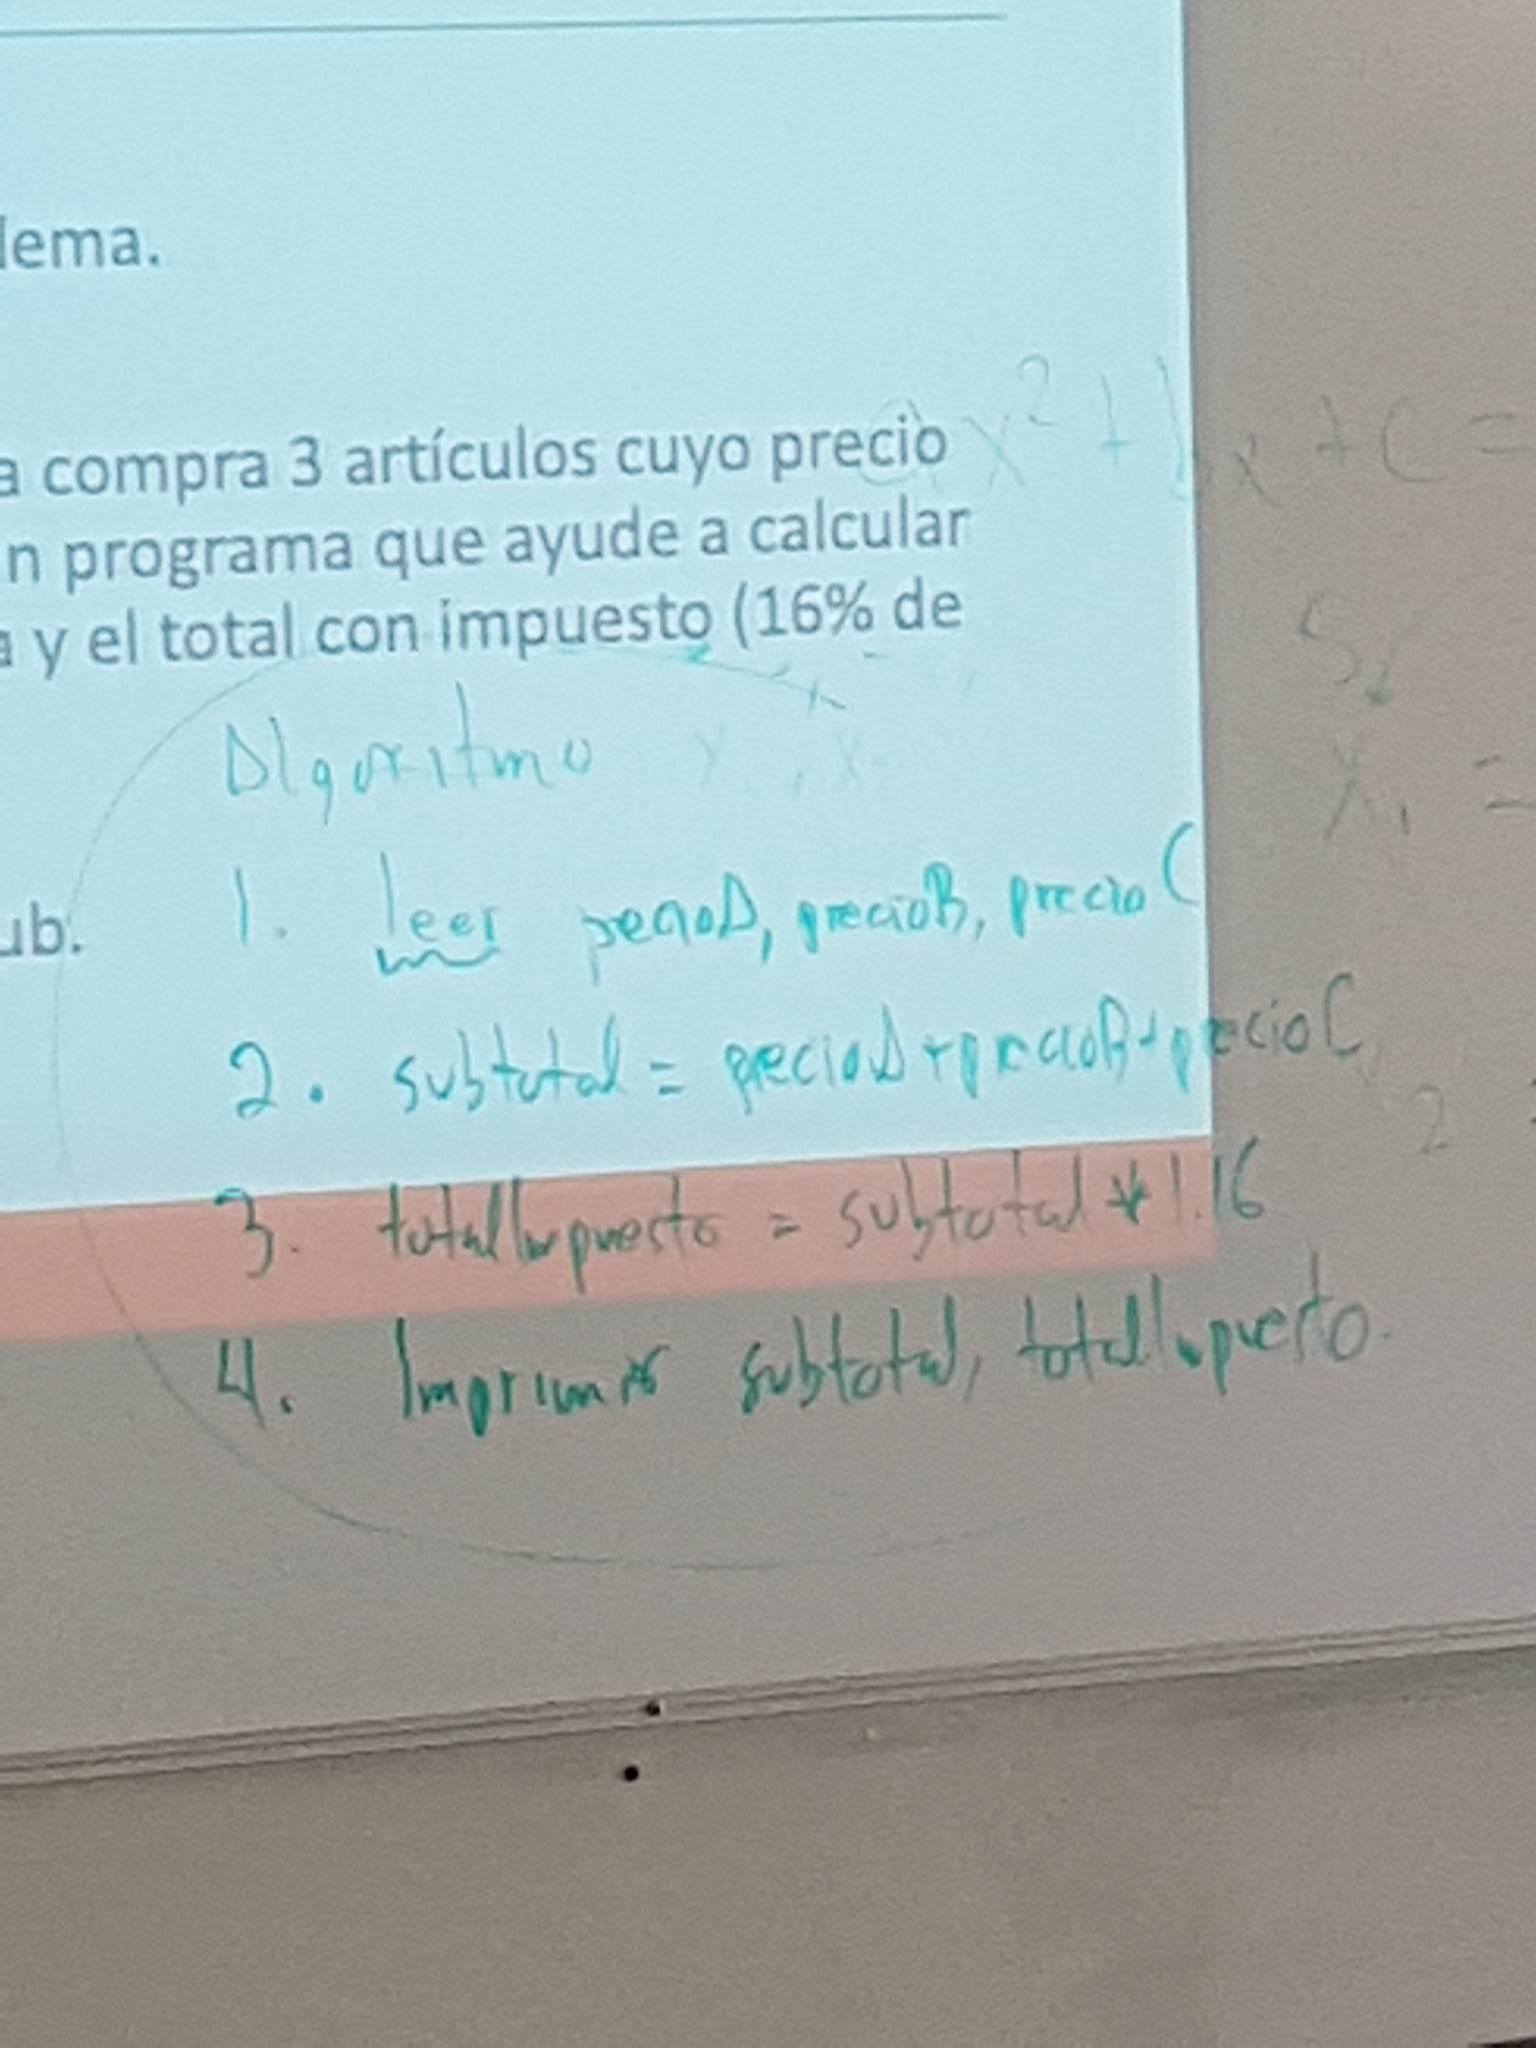 lema.
a compra 3 artículos cuyo precio
x² + bx + c =
n programa que ayude a calcular
a y el total con impuesto (16% de
Algoritmo
x₁ =
ub.
1. leer precioA, precioB, precioC
2. subtotal = precioA + precioB + precioC
2
3. totalImpuesto = subtotal * 1.16
4. Imprimir subtotal, totalImpuesto.